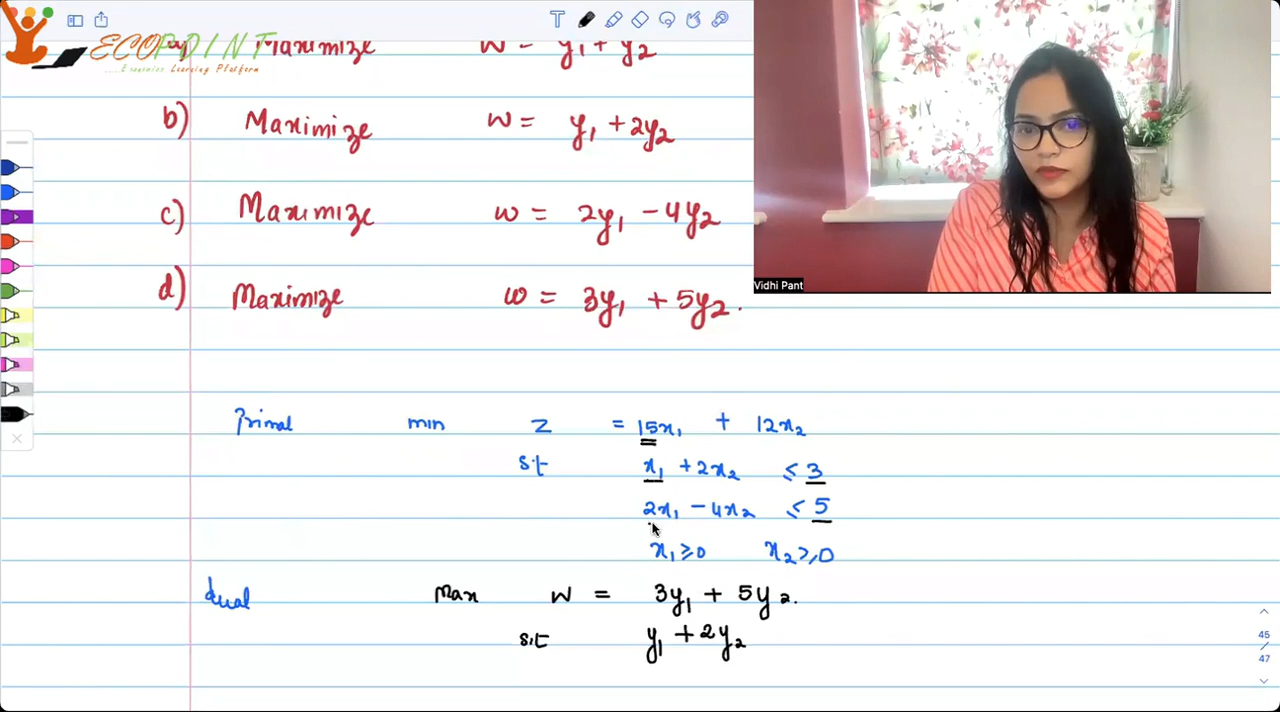 a) Maximize W = y₁ + y₂
ECOPOINT
Economics Learning Platform
b) Maximize W = y₁ + 2y₂
c) Maximize W = 2y₁ - 4y₂
d) Maximize W = 3y₁ + 5y₂.
Vidhi Pant
Primal min Z = 15x₁ + 12x₂
s.t x₁ + 2x₂ ≤ 3
2x₁ - 4x₂ ≤ 5
x₁ ≥ 0 x₂ ≥ 0
dual Max W = 3y₁ + 5y₂.
s.t y₁ + 2y₂
45
/
47